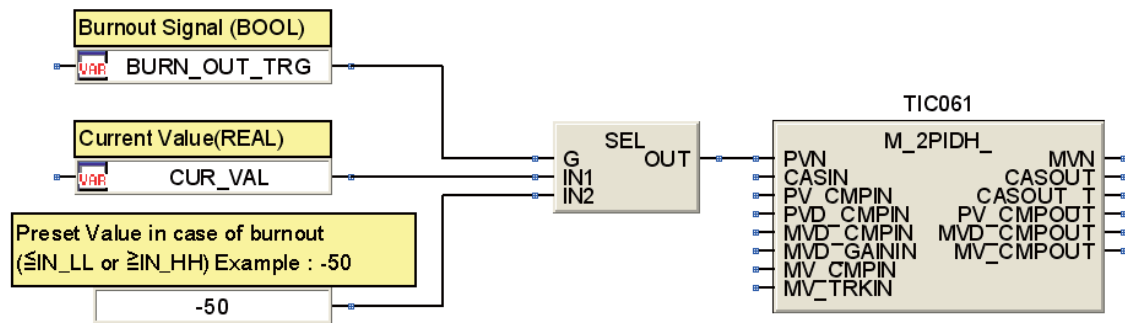 Burnout Signal (BOOL)
VAR BURN_OUT_TRG
Current Value(REAL)
VAR CUR_VAL
Preset Value in case of burnout
(≦IN_LL or ≧IN_HH) Example : -50
-50
SEL
G OUT
IN1
IN2
TIC061
M_2PIDH_
PVN MVN
CASIN CASOUT
PV_CMPIN CASOUT_T
PVD_CMPIN PV_CMPOUT
MVD_CMPIN MVD_CMPOUT
MVD_GAININ MV_CMPOUT
MV_CMPIN
MV_TRKIN